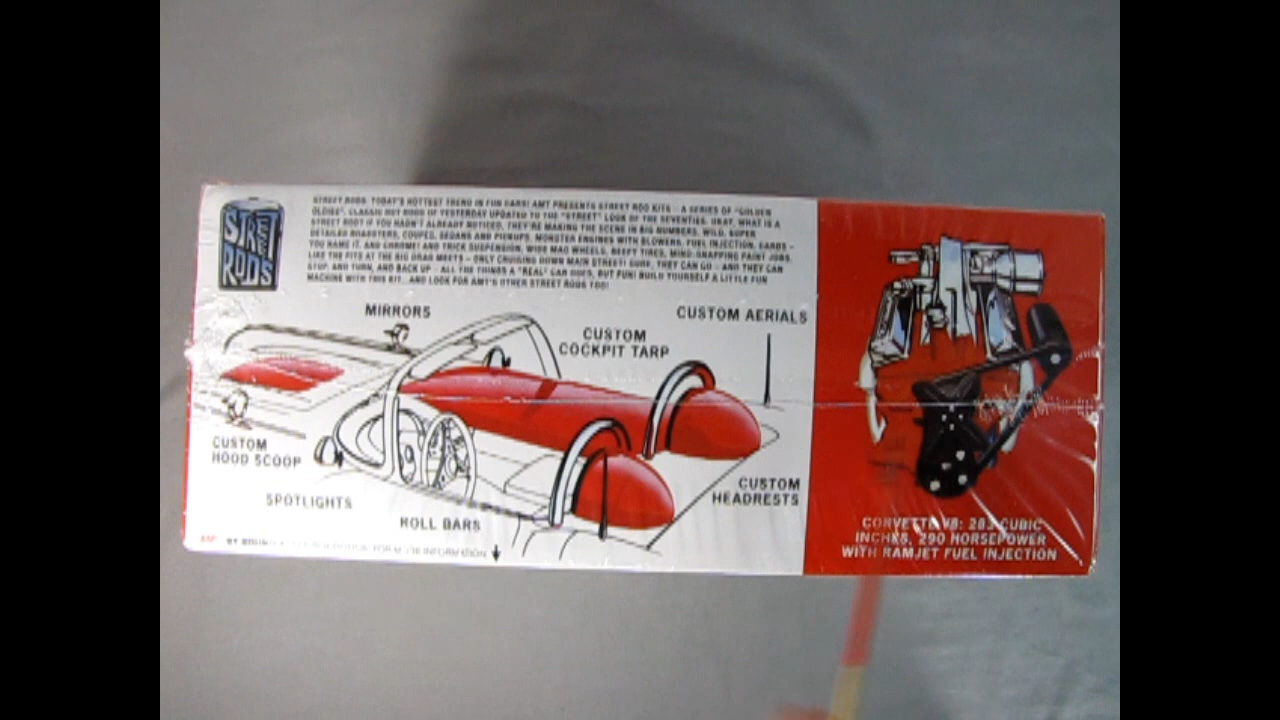 STREET RODS
STREET RODS. TODAY'S HOTTEST TREND IN FUN CARS! AMT PRESENTS STREET ROD KITS - A SERIES OF "GOLDEN
OLDIES". CLASSIC HOT RODS OF YESTERDAY UPDATED TO THE "STREET" LOOK OF THE SEVENTIES. OKAY, WHAT IS A
STREET ROD? IF YOU HADN'T ALREADY NOTICED, THEY'RE MAKING THE SCENE IN BIG NUMBERS. WILD, SUPER
DETAILED ROADSTERS, COUPES, SEDANS AND PICKUPS. MONSTER ENGINES WITH BLOWERS, FUEL INJECTION, CARBS -
YOU NAME IT. AND CHROME! AND TRICK SUSPENSION. WIDE MAG WHEELS, BEEFY TIRES, MIND-SNAPPING PAINT JOBS.
LIKE THE PITS AT THE BIG DRAG MEETS - ONLY CRUISING DOWN MAIN STREET! SURE, THEY CAN GO - AND THEY CAN
STOP, AND TURN, AND BACK UP - ALL THE THINGS A "REAL" CAR DOES, BUT FUN! BUILD YOURSELF A LITTLE FUN
MACHINE WITH THIS KIT... AND LOOK FOR AMT'S OTHER STREET RODS TOO!
MIRRORS
CUSTOM AERIALS
CUSTOM
COCKPIT TARP
CUSTOM
HOOD SCOOP
SPOTLIGHTS
ROLL BARS
CUSTOM
HEADRESTS
FOR MORE INFORMATION
CORVETTE V8: 283 CUBIC
INCHES, 290 HORSEPOWER
WITH RAMJET FUEL INJECTION